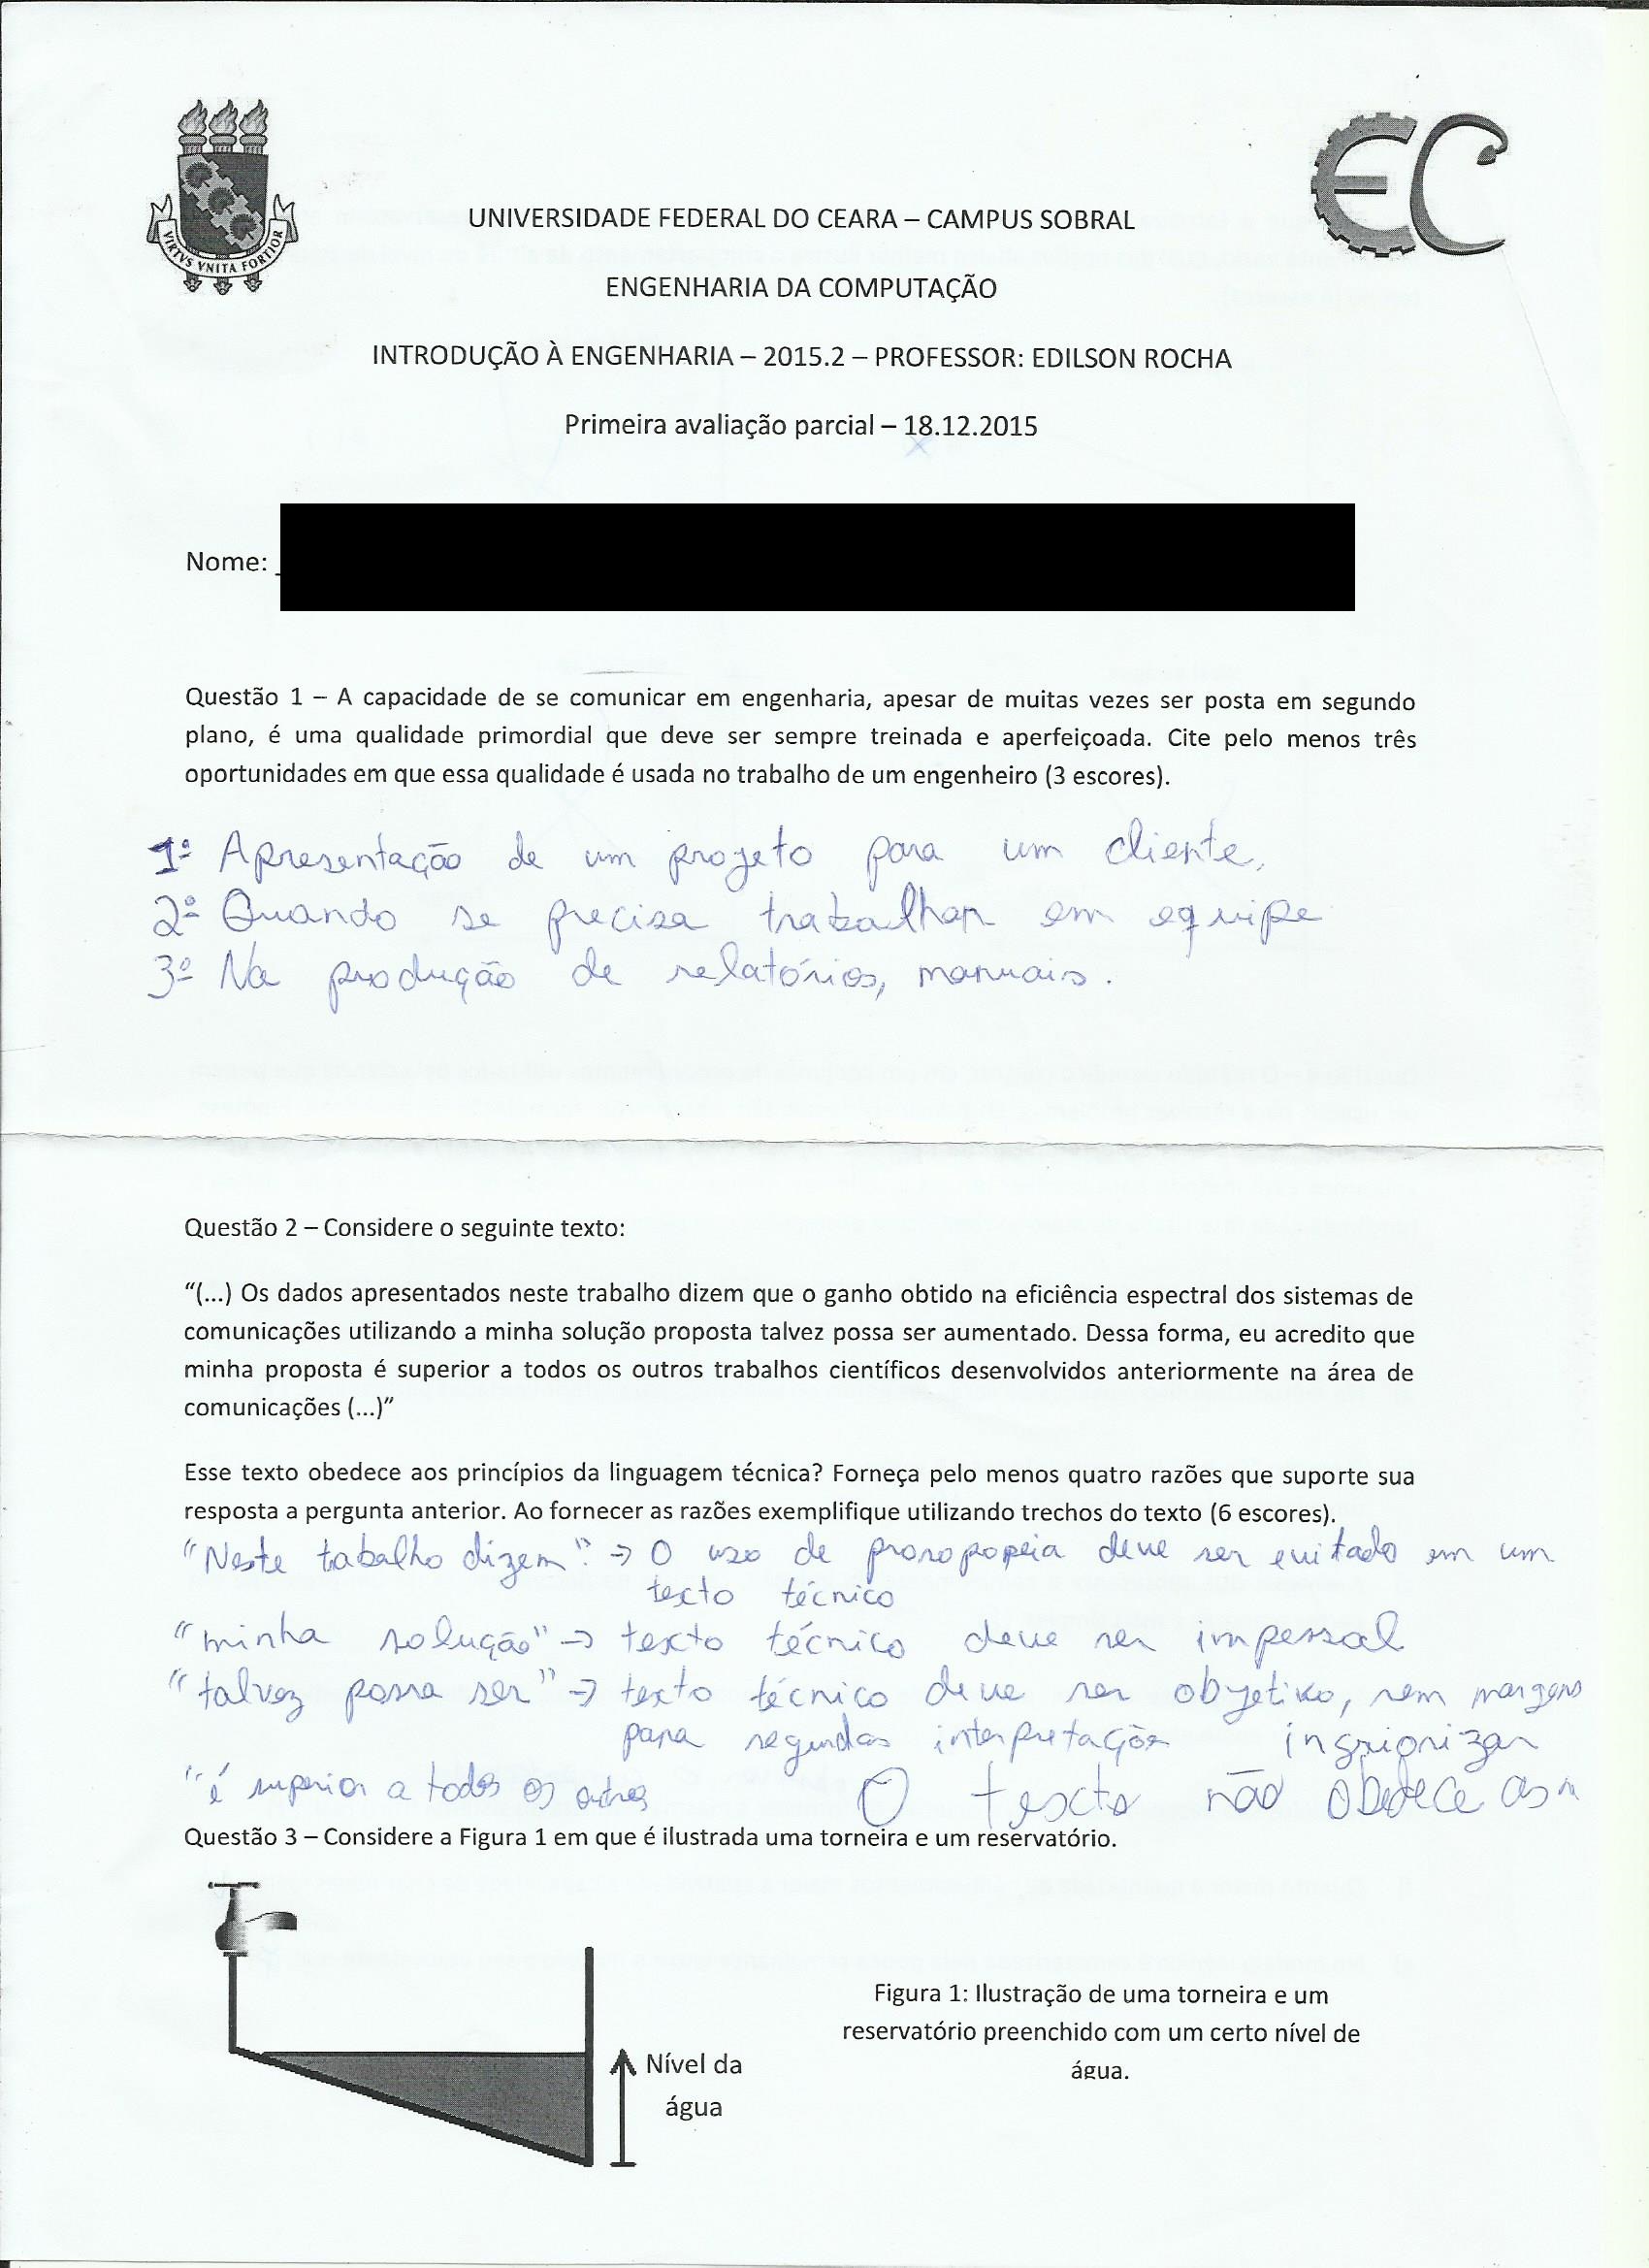 VIRTVS VNITA FORTIOR
EC
UNIVERSIDADE FEDERAL DO CEARA – CAMPUS SOBRAL
ENGENHARIA DA COMPUTAÇÃO
INTRODUÇÃO À ENGENHARIA – 2015.2 – PROFESSOR: EDILSON ROCHA
Primeira avaliação parcial – 18.12.2015
Nome:
Questão 1 – A capacidade de se comunicar em engenharia, apesar de muitas vezes ser posta em segundo
plano, é uma qualidade primordial que deve ser sempre treinada e aperfeiçoada. Cite pelo menos três
oportunidades em que essa qualidade é usada no trabalho de um engenheiro (3 escores).
1º Apresentação de um projeto para um cliente,
2º Quando se precisa trabalhar em equipe
3º Na produção de relatórios, manuais.
Questão 2 – Considere o seguinte texto:
“(...) Os dados apresentados neste trabalho dizem que o ganho obtido na eficiência espectral dos sistemas de
comunicações utilizando a minha solução proposta talvez possa ser aumentado. Dessa forma, eu acredito que
minha proposta é superior a todos os outros trabalhos científicos desenvolvidos anteriormente na área de
comunicações (...)”
Esse texto obedece aos princípios da linguagem técnica? Forneça pelo menos quatro razões que suporte sua
resposta a pergunta anterior. Ao fornecer as razões exemplifique utilizando trechos do texto (6 escores).
"Neste tabalho dizem". → O uso de prosopopeia deve ser evitado em um
texto técnico
"minha solução" → texto técnico deve ser impessoal
"talvez possa ser" → texto técnico deve ser objetivo, sem margens
para segundas interpretações
"é superior a todos os outros O texto não obedece
Questão 3 – Considere a Figura 1 em que é ilustrada uma torneira e um reservatório.
Figura 1: Ilustração de uma torneira e um
reservatório preenchido com um certo nível de
água.
Nível da
água